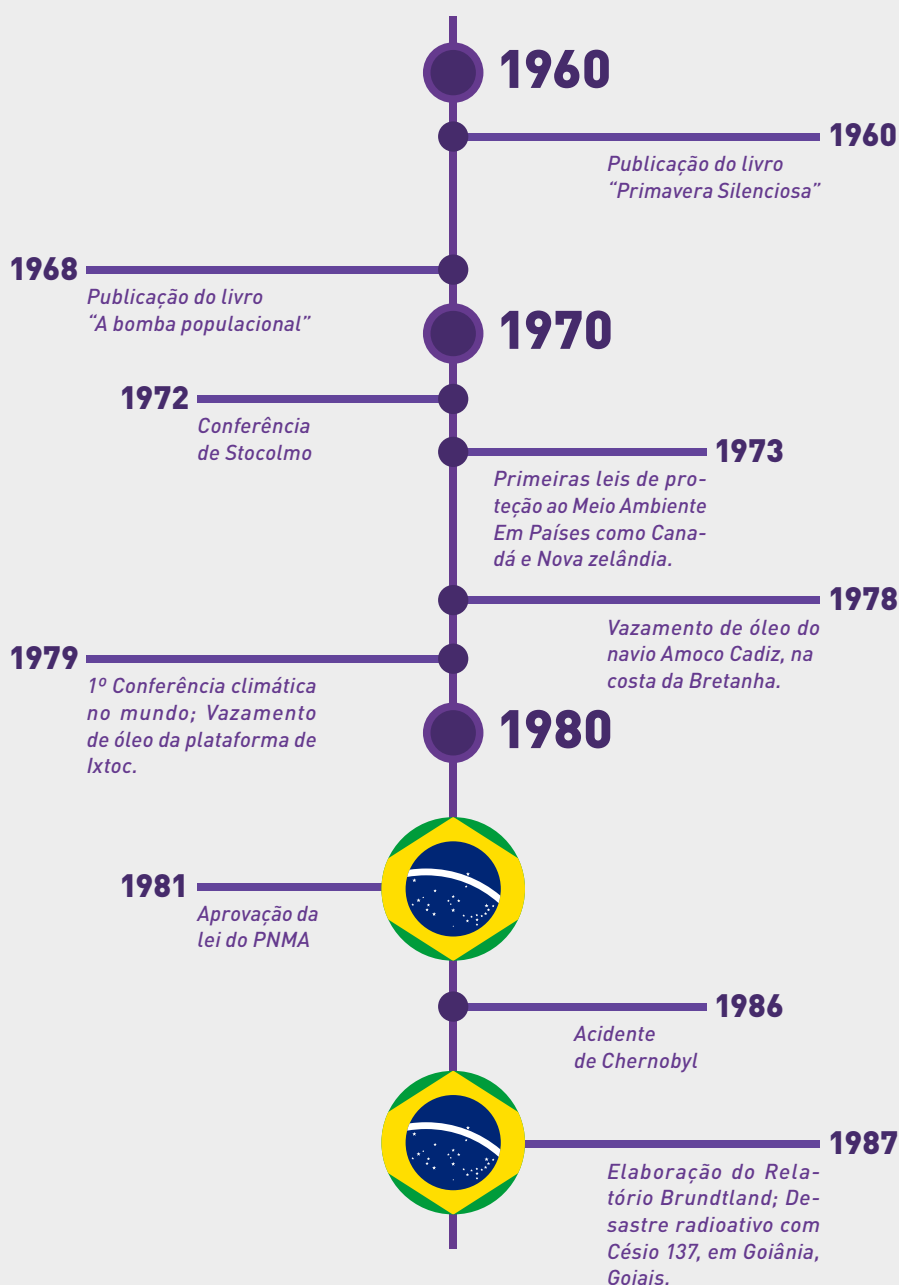 1960
1960
Publicação do livro
“Primavera Silenciosa”
1968
Publicação do livro
“A bomba populacional”
1970
1972
Conferência
de Stocolmo
1973
Primeiras leis de pro-
teção ao Meio Ambiente
Em Países como Cana-
dá e Nova zelândia.
1978
Vazamento de óleo do
navio Amoco Cadiz, na
costa da Bretanha.
1979
1º Conferência climática
no mundo; Vazamento
de óleo da plataforma de
Ixtoc.
1980
1981
Aprovação da
lei do PNMA
1986
Acidente
de Chernobyl
1987
Elaboração do Rela-
tório Brundtland; De-
sastre radioativo com
Césio 137, em Goiânia,
Goiais.